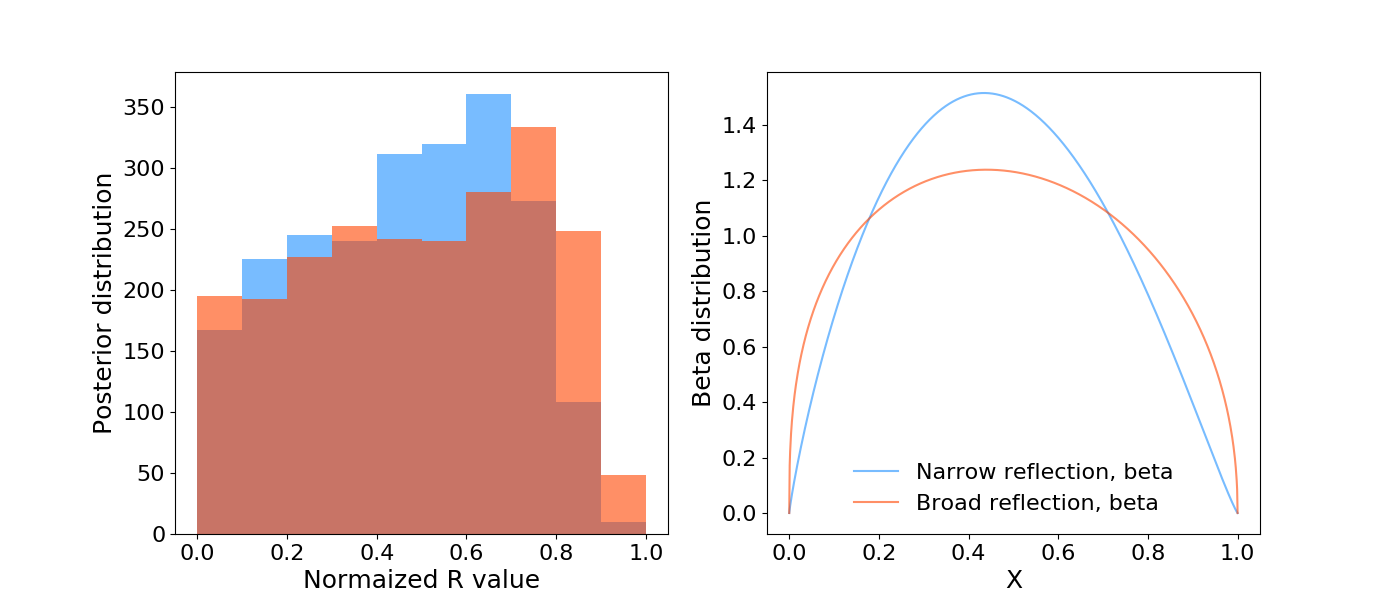 Posterior distribution
350
300
250
200
150
100
50
0
0.0 0.2 0.4 0.6 0.8 1.0
Normaized R value
Beta distribution
1.4
1.2
1.0
0.8
0.6
0.4
0.2
0.0
Narrow reflection, beta
Broad reflection, beta
0.0 0.2 0.4 0.6 0.8 1.0
X